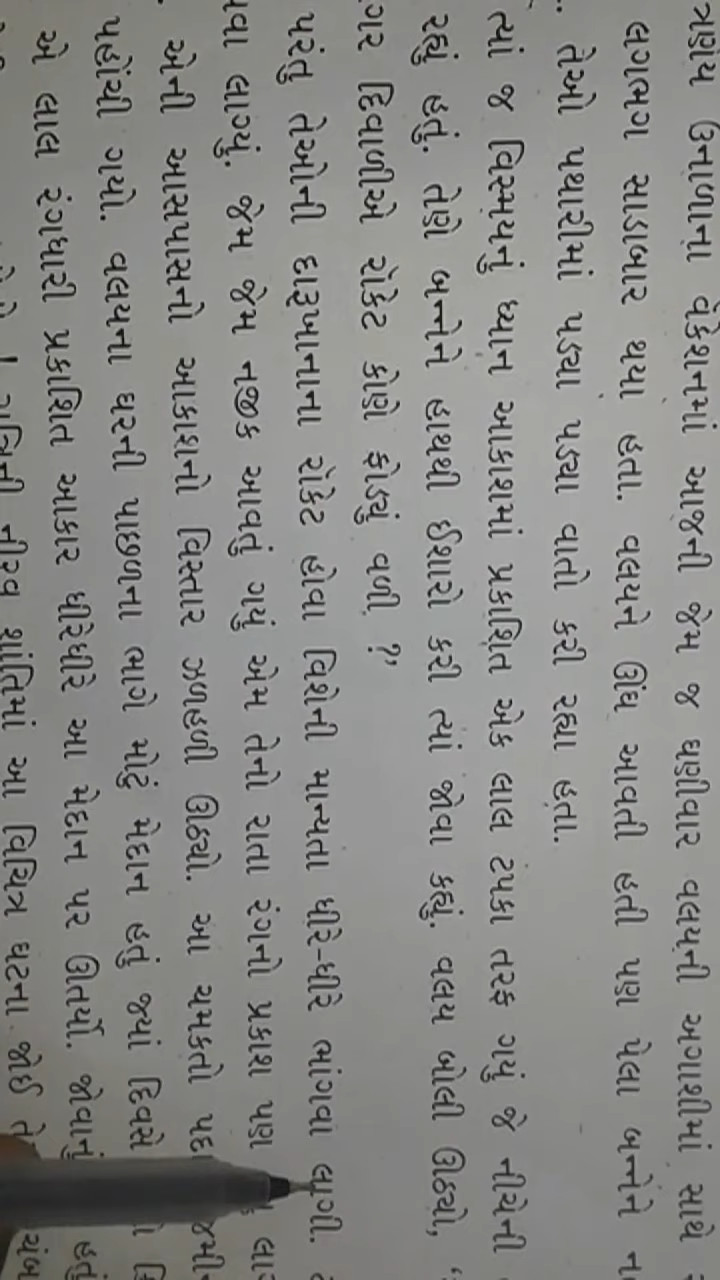 ત્રણેય ઉનાળાના વેકેશનમાં આજની જેમ જ ઘણીવાર વલયની અગાશીમાં સાથે
લગભગ સાડાબાર થયા હતા. વલયને ઊંઘ આવતી હતી પણ પેલા બન્નેને ન
તેઓ પથારીમાં પડ્યા પડ્યા વાતો કરી રહ્યા હતા.
ત્યાં જ વિસ્મયનું ધ્યાન આકાશમાં પ્રકાશિત એક લાલ ટપકા તરફ ગયું જે નીચેની
રહ્યું હતું. તેણે બન્નેને હાથથી ઈશારો કરી ત્યાં જોવા કહ્યું. વલય બોલી ઊઠ્યો, '
ગર દિવાળીએ રોકેટ કોણે ફોડ્યું વળી ?'
પરંતુ તેઓની દારૂખાનાના રોકેટ હોવા વિશેની માન્યતા ધીરે-ધીરે ભાંગવા લાગી.
વા લાગ્યું. જેમ જેમ નજીક આવતું ગયું એમ તેનો રાતા રંગનો પ્રકાશ પણ
એની આસપાસનો આકાશનો વિસ્તાર ઝળહળી ઊઠ્યો. આ ચમકતો
પહોંચી ગયો. વલયના ઘરની પાછળના ભાગે મોટું મેદાન હતું જ્યાં દિવસે
એ લાલ રંગધારી પ્રકાશિત આકાર ધીરેધીરે આ મેદાન પર ઊતર્યો. જોવાનું
રાત્રિની નીરવ શાંતિમાં આ વિચિત્ર ઘટના જોઈ